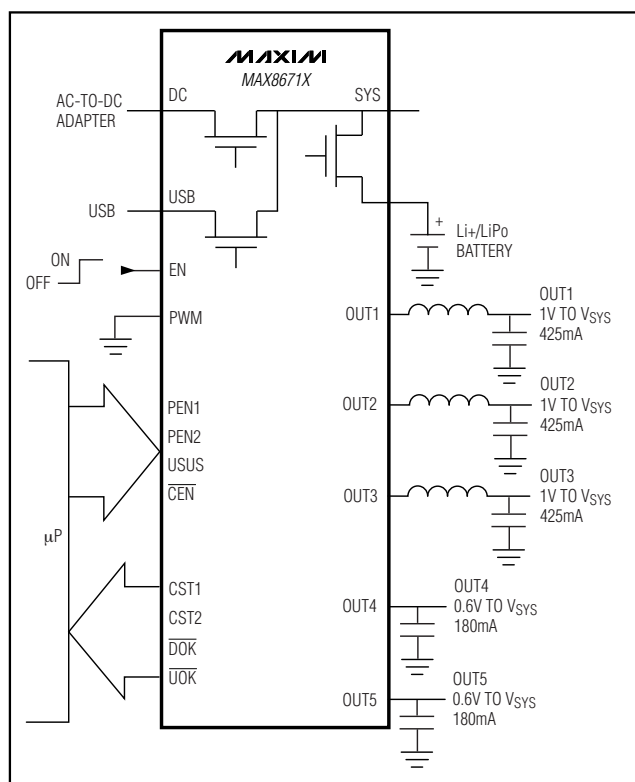 MAXIM
MAX8671X
AC-TO-DC
ADAPTER
DC
SYS
USB
USB
+
Li+/LiPo
BATTERY
ON
OFF
EN
PWM
OUT1
OUT1
1V TO VSYS
425mA
PEN1
PEN2
USUS
CEN
OUT2
OUT2
1V TO VSYS
425mA
OUT3
OUT3
1V TO VSYS
425mA
µP
CST1
CST2
DOK
UOK
OUT4
OUT4
0.6V TO VSYS
180mA
OUT5
OUT5
0.6V TO VSYS
180mA